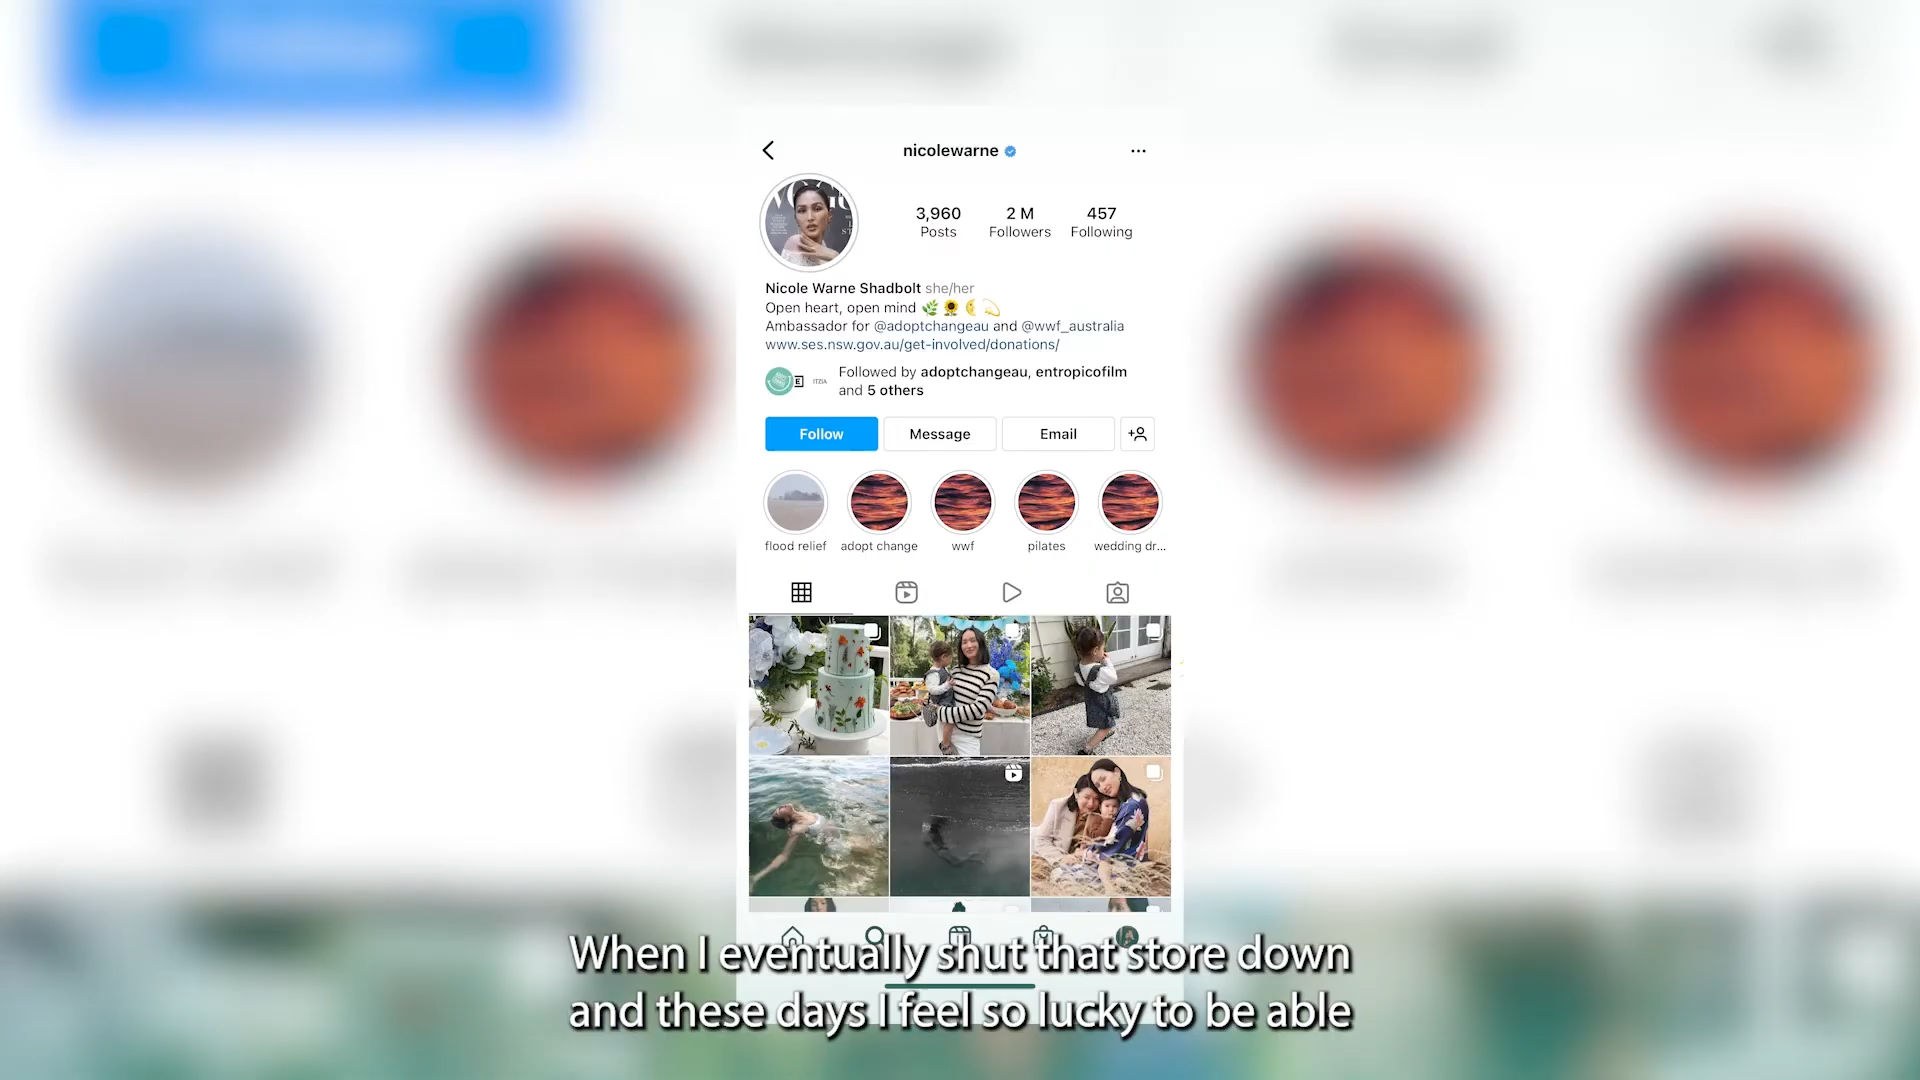 nicolewarne
VOGUE
3,960 2 M 457
Posts Followers Following
Nicole Warne Shadbolt she/her
Open heart, open mind 🌿 🌻 🌜 💫
Ambassador for @adoptchangeau and @wwf_australia
www.ses.nsw.gov.au/get-involved/donations/
E ITZIA
Followed by adoptchangeau, entropicofilm
and 5 others
Follow Message Email
flood relief adopt change wwf pilates wedding dr...
When I eventually shut that store down
and these days I feel so lucky to be able